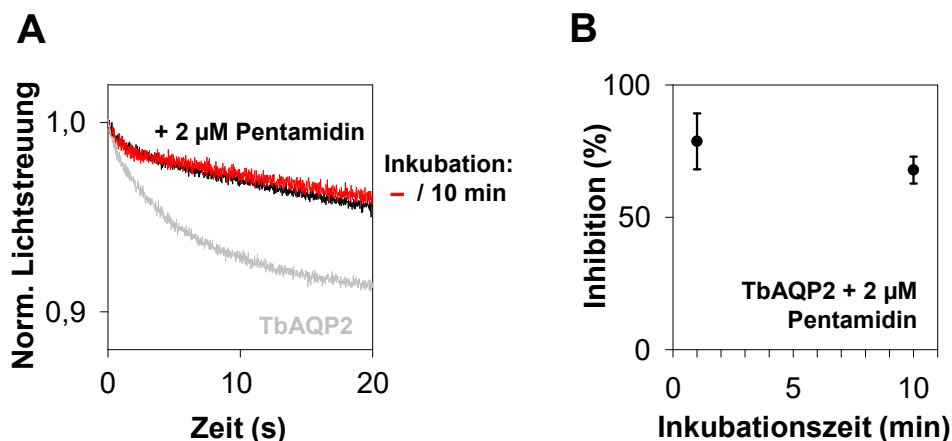 A
Norm. Lichtstreuung
1,0
0,9
+ 2 µM Pentamidin
Inkubation:
– / 10 min
TbAQP2
0
10
20
Zeit (s)
B
Inhibition (%)
100
50
0
TbAQP2 + 2 µM
Pentamidin
0
5
10
Inkubationszeit (min)